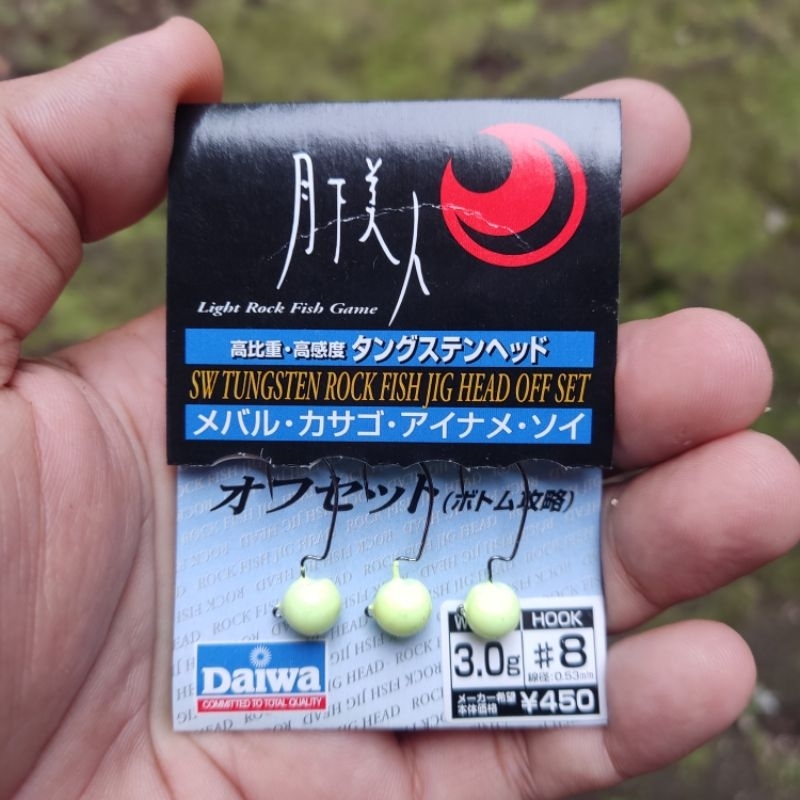 月下美人
Light Rock Fish Game
高比重・高感度 タングステンヘッド
SW TUNGSTEN ROCK FISH JIG HEAD OFF SET
メバル・カサゴ・アイナメ・ソイ
オフセット(ボトム攻略)
Daiwa
COMMITTED TO TOTAL QUALITY
HOOK
3.0g
#8
線径:0.53mm
メーカー希望
本体価格
¥450